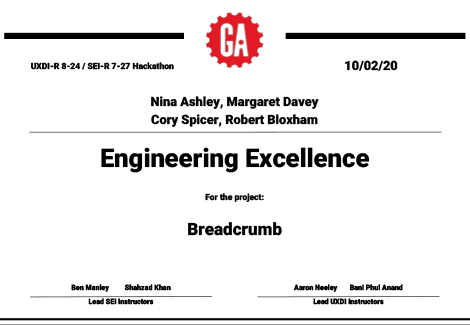 GA
UXDI-R 8-24 / SEI-R 7-27 Hackathon
10/02/20
Nina Ashley, Margaret Davey
Cory Spicer, Robert Bloxham
Engineering Excellence
For the project:
Breadcrumb
Ben Manley Shahzad Khan
Lead SEI Instructors
Aaron Neeley Bani Phul Anand
Lead UXDI Instructors